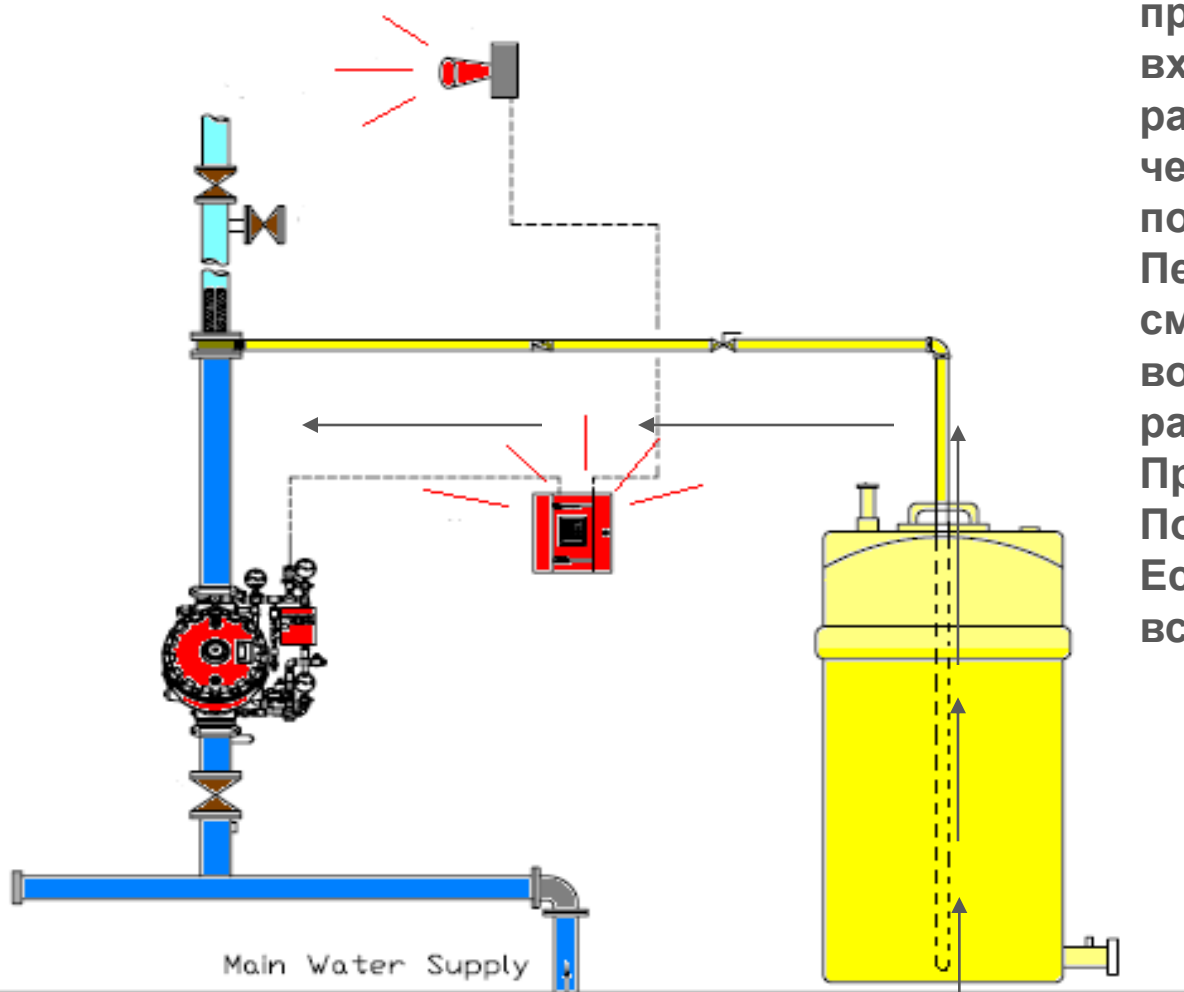 пр
вх
ра
че
по
Пе
см
во
ра
Пр
По
Ес
вс
Main Water Supply